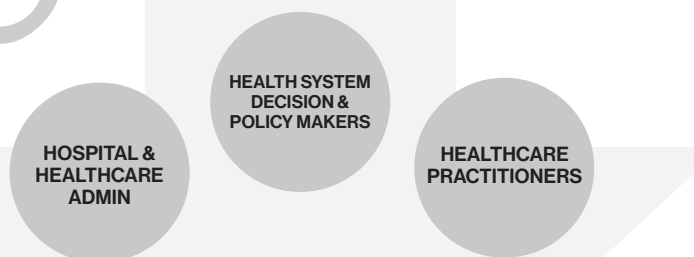 HEALTH SYSTEM
DECISION &
POLICY MAKERS
HOSPITAL &
HEALTHCARE
ADMIN
HEALTHCARE
PRACTITIONERS